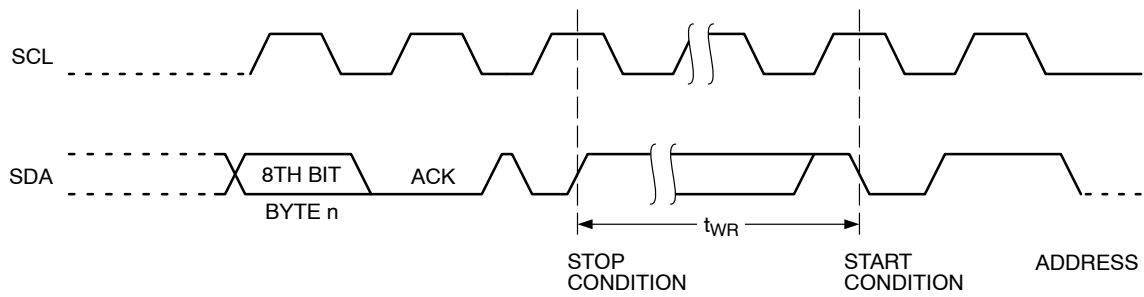 SCL
SDA
8TH BIT
ACK
BYTE n
tWR
STOP
CONDITION
START
CONDITION
ADDRESS